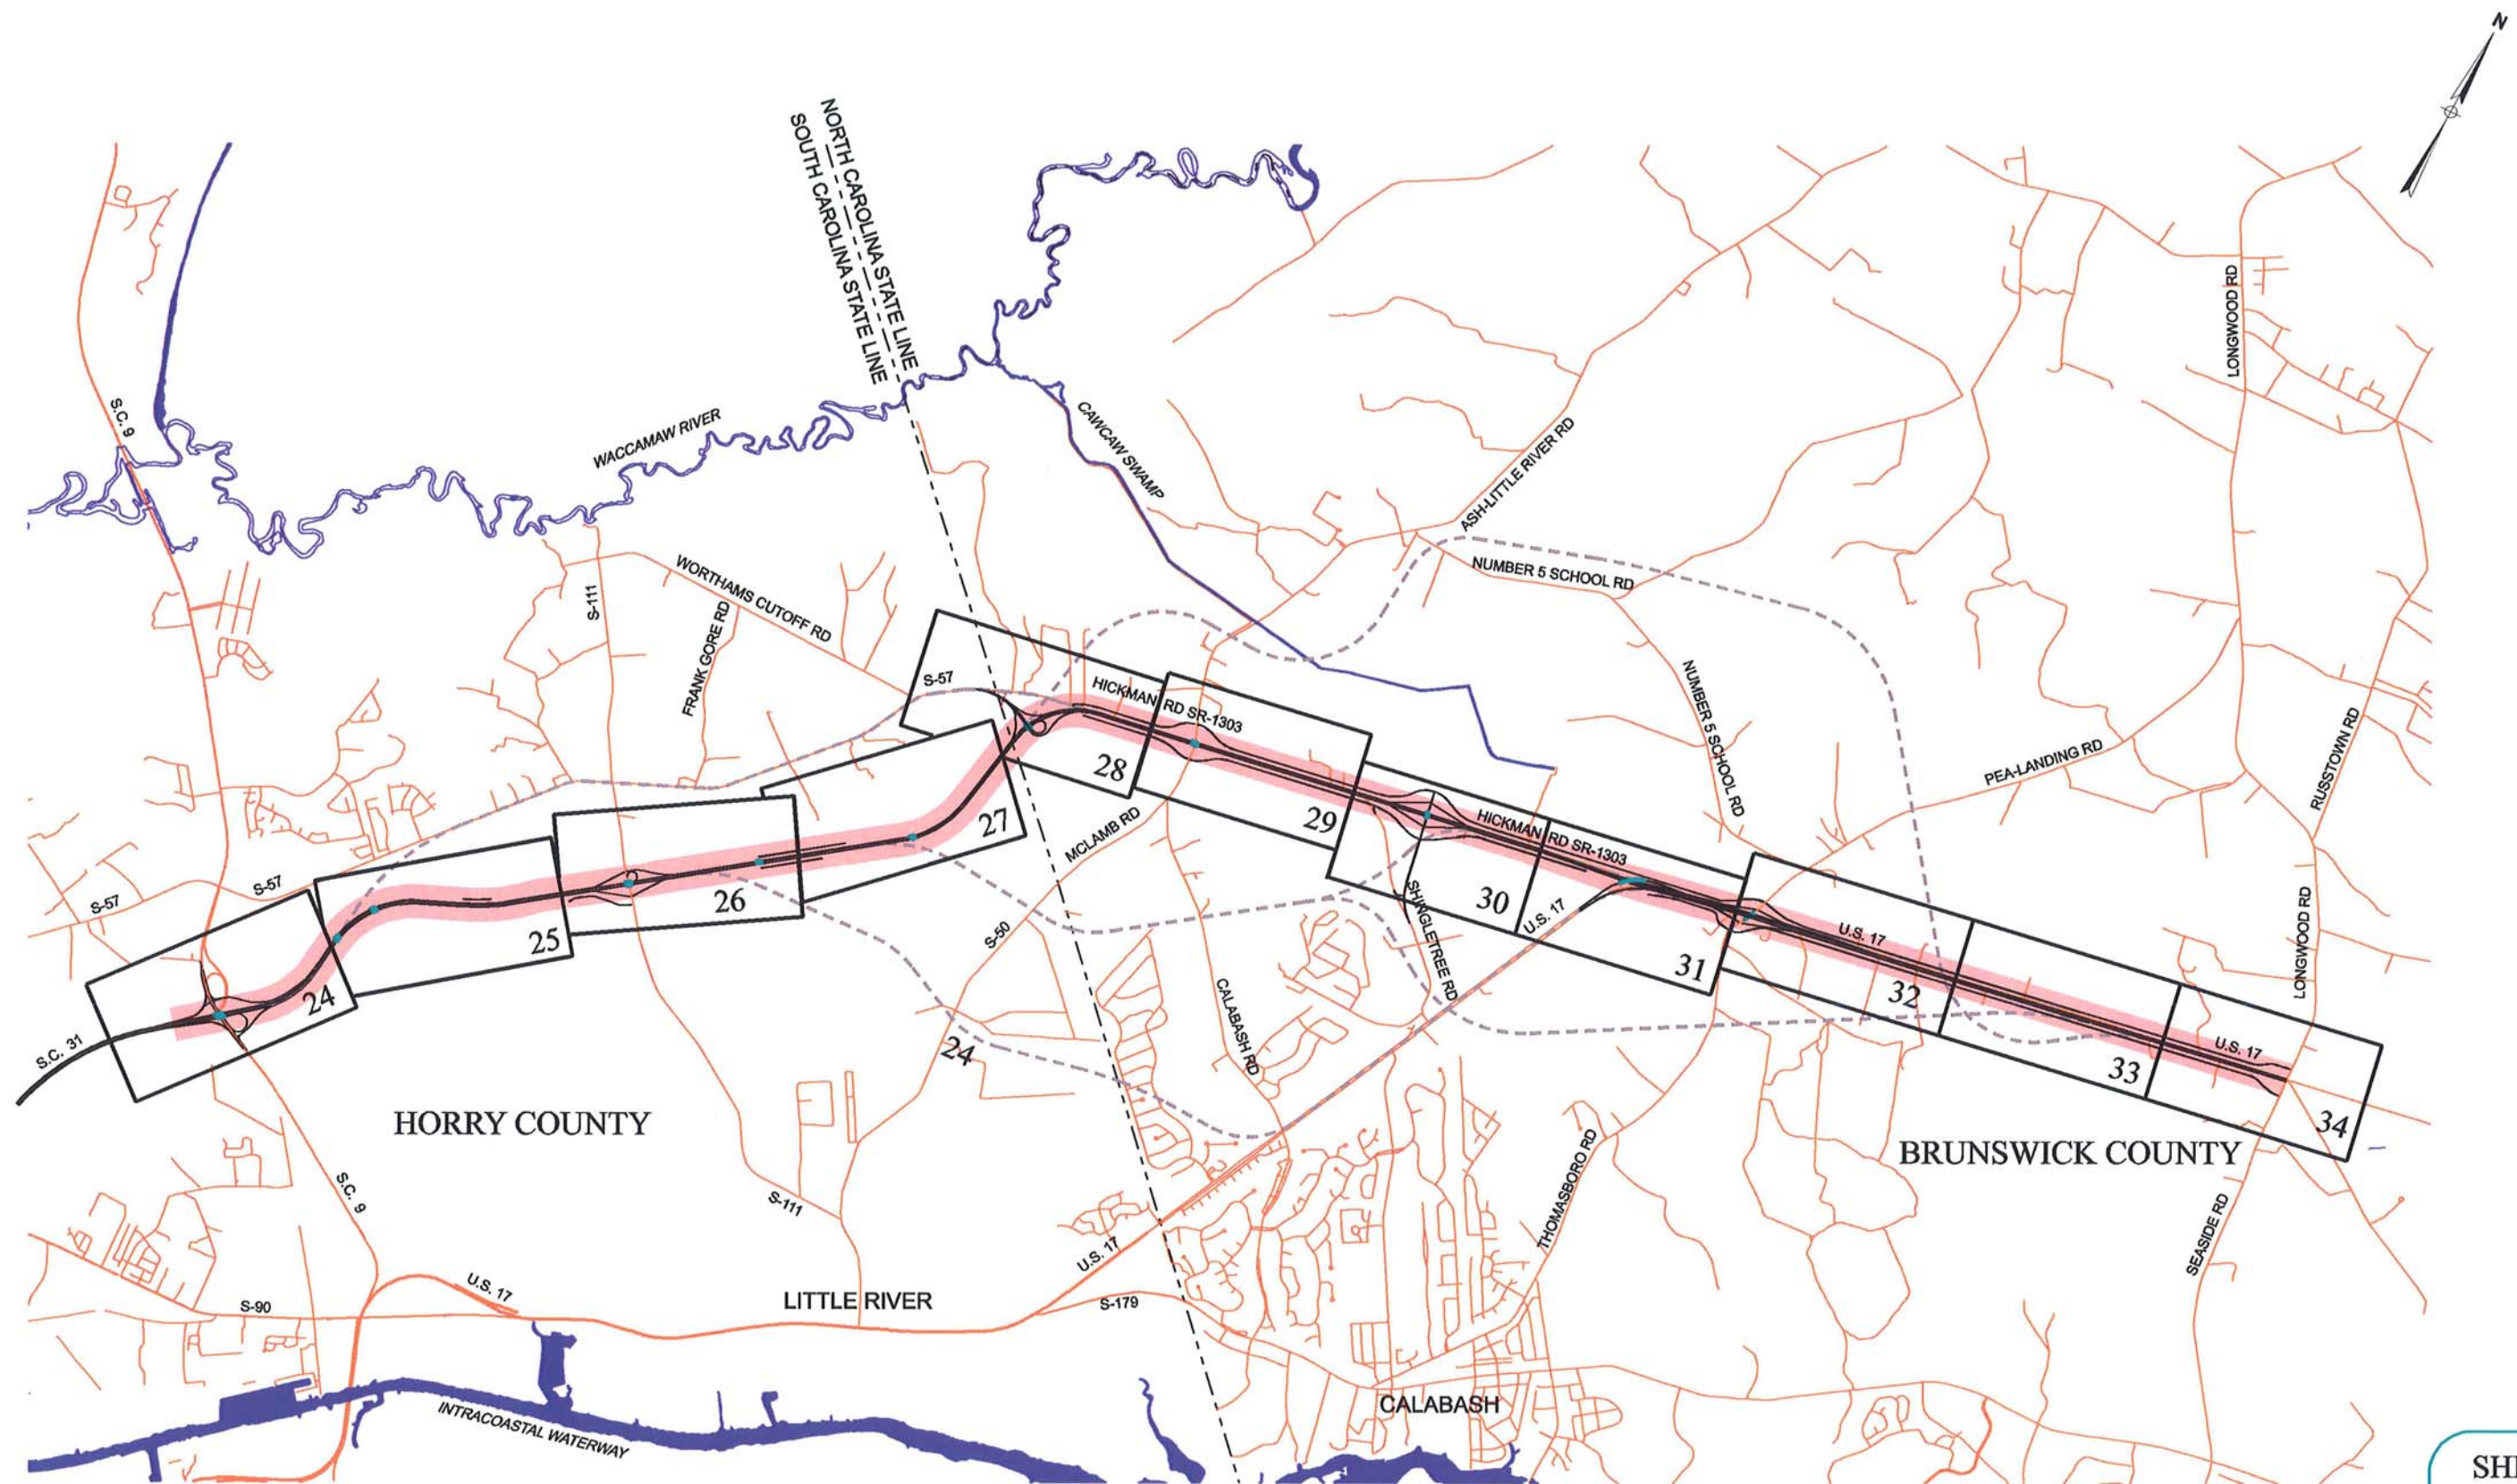 N
NORTH CAROLINA STATE LINE
SOUTH CAROLINA STATE LINE
LONGWOOD RD
S.C. 9
WACCAMAW RIVER
CAWCAW SWAMP
ASH-LITTLE RIVER RD
NUMBER 5 SCHOOL RD
WORTHAMS CUTOFF RD
S-111
FRANK GORE RD
S-57
HICKMAN RD SR-1303
NUMBER 5 SCHOOL RD
PEA-LANDING RD
RUSSTOWN RD
28
29
27
MCLAMB RD
HICKMAN RD SR-1303
S-57
S-57
26
25
24
30
SHINGLETREE RD
U.S. 17
31
U.S. 17
32
LONGWOOD RD
S-50
CALABASH RD
S.C. 31
24
33
U.S. 17
34
HORRY COUNTY
BRUNSWICK COUNTY
S.C. 9
S-111
THOMASBORO RD
SEASIDE RD
U.S. 17
U.S. 17
S-90
LITTLE RIVER
S-179
CALABASH
INTRACOASTAL WATERWAY